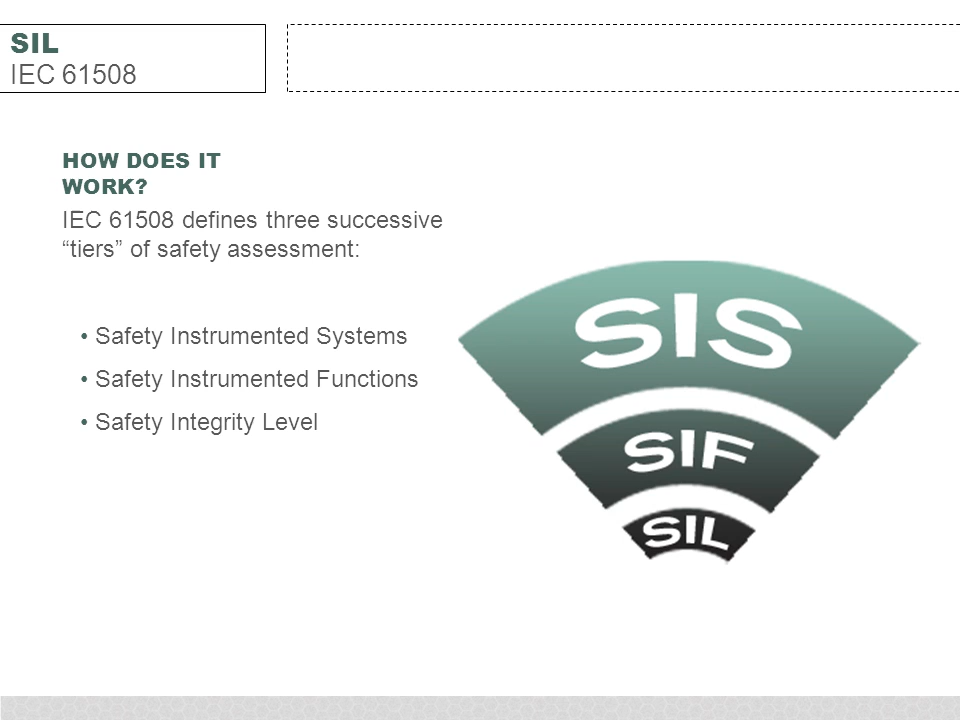 SIL
IEC 61508
HOW DOES IT
WORK?
IEC 61508 defines three successive
“tiers” of safety assessment:
• Safety Instrumented Systems
• Safety Instrumented Functions
• Safety Integrity Level
SIS
SIF
SIL